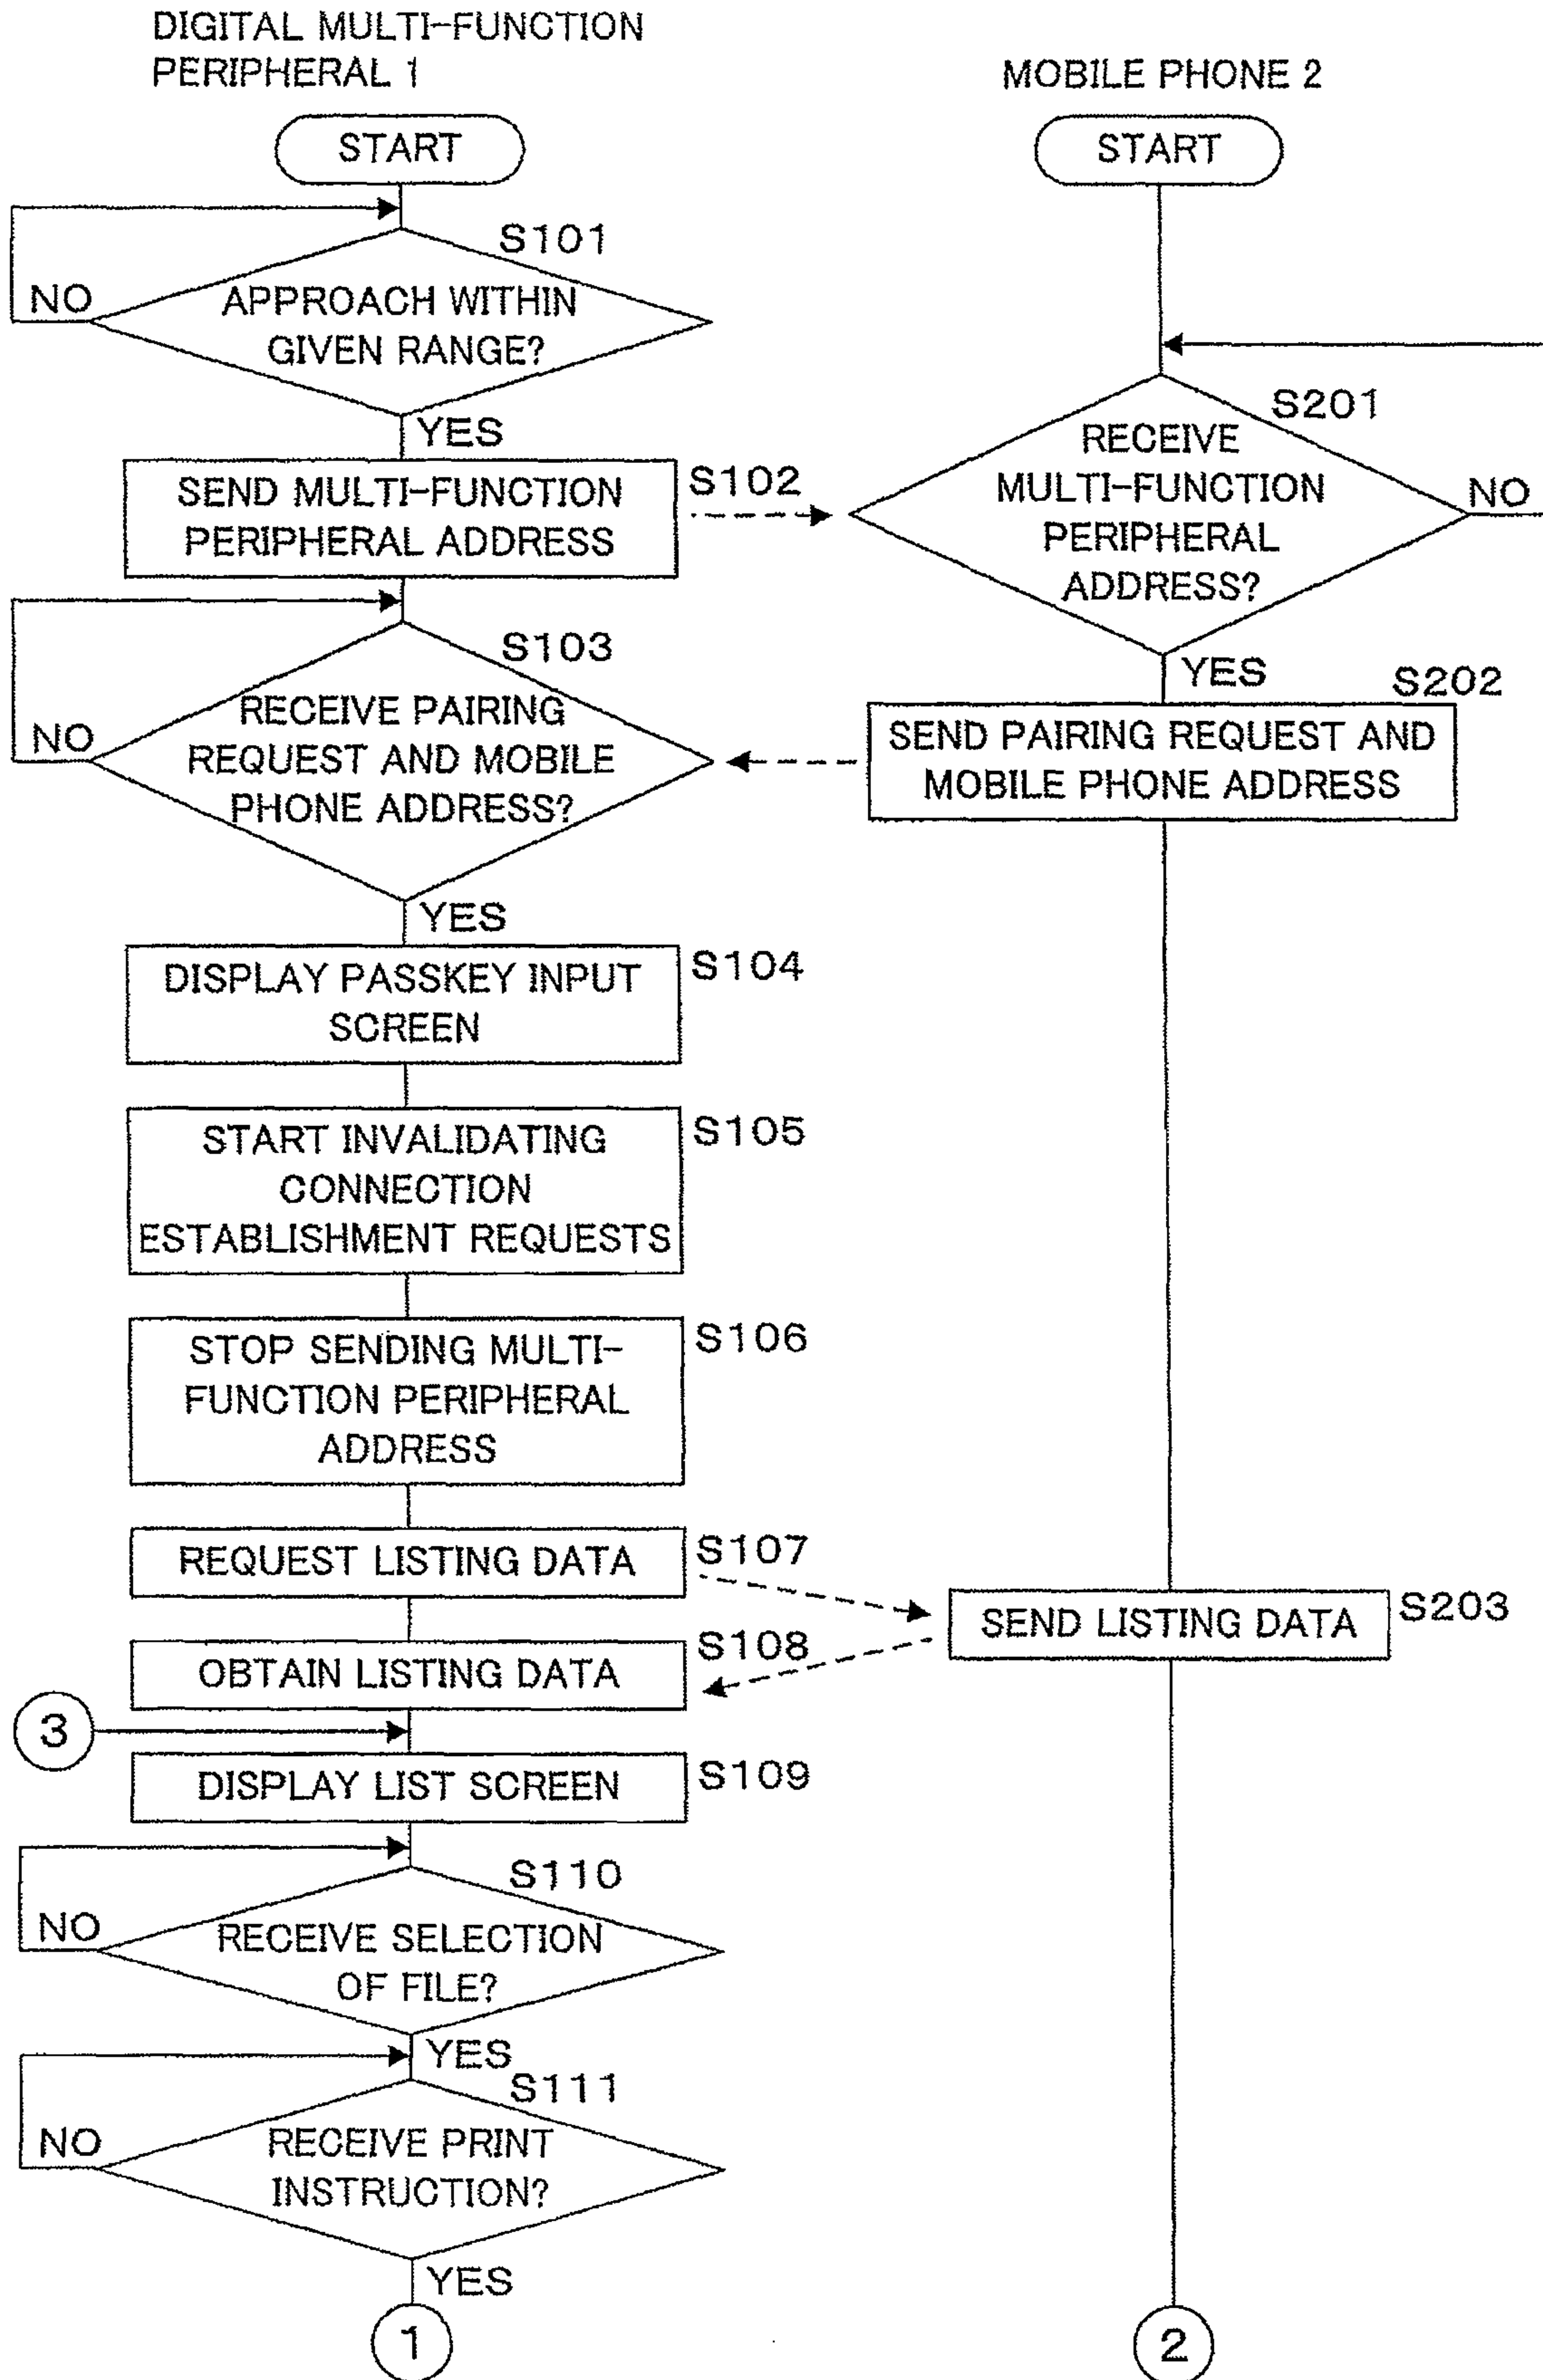 DIGITAL MULTI-FUNCTION
PERIPHERAL 1
MOBILE PHONE 2
START
START
S101
NO
APPROACH WITHIN
GIVEN RANGE?
YES
S201
RECEIVE
MULTI-FUNCTION
PERIPHERAL
ADDRESS?
NO
YES
SEND MULTI-FUNCTION
PERIPHERAL ADDRESS
S102
S103
NO
RECEIVE PAIRING
REQUEST AND MOBILE
PHONE ADDRESS?
YES
S202
SEND PAIRING REQUEST AND
MOBILE PHONE ADDRESS
DISPLAY PASSKEY INPUT
SCREEN
S104
START INVALIDATING
CONNECTION
ESTABLISHMENT REQUESTS
S105
STOP SENDING MULTI-
FUNCTION PERIPHERAL
ADDRESS
S106
REQUEST LISTING DATA
S107
SEND LISTING DATA
S203
OBTAIN LISTING DATA
S108
3
DISPLAY LIST SCREEN
S109
S110
NO
RECEIVE SELECTION
OF FILE?
YES
S111
NO
RECEIVE PRINT
INSTRUCTION?
YES
1
2